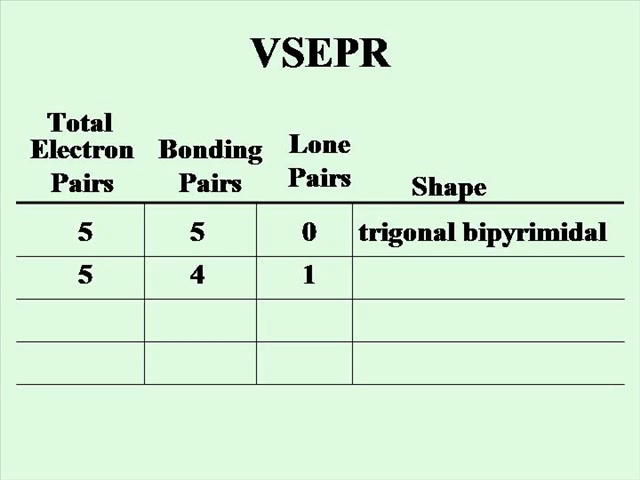 VSEPR
Total
Electron
Pairs
Bonding
Pairs
Lone
Pairs
Shape
5 5 0 trigonal bipyrimidal
5 4 1